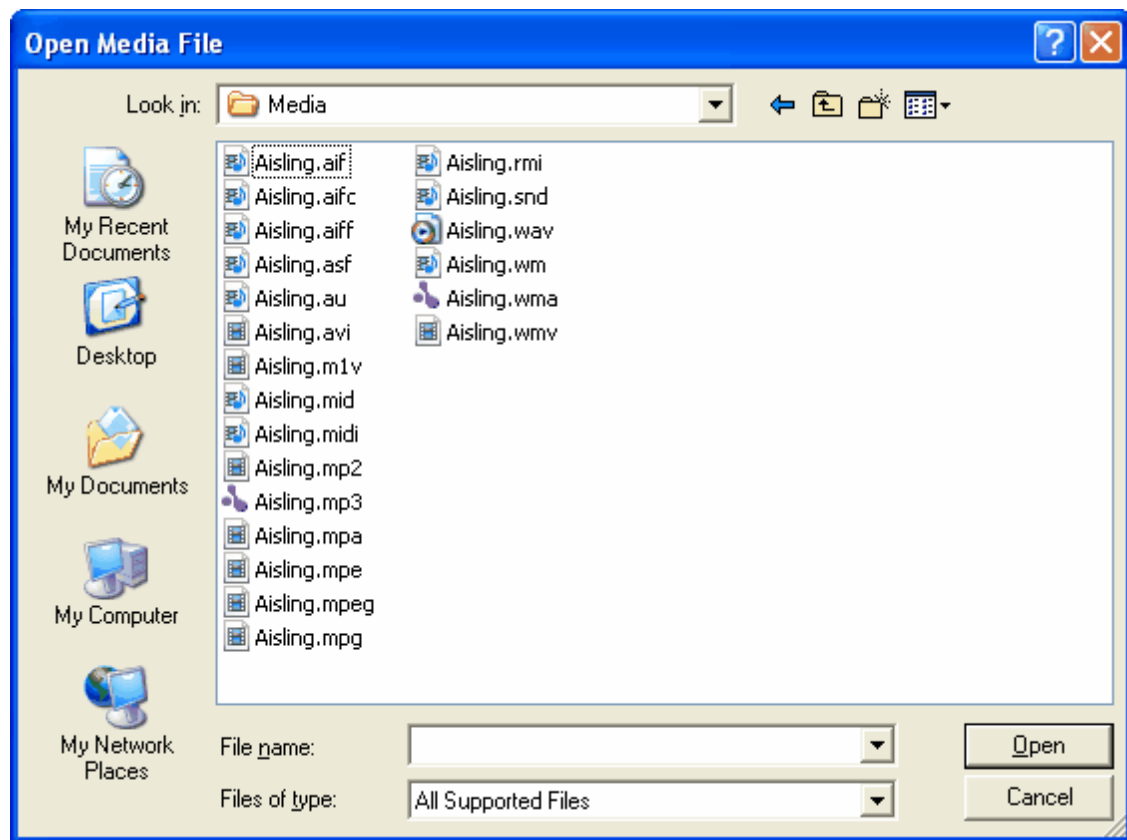 Open Media File
Look in: Media
My Recent
Documents
Desktop
My Documents
My Computer
My Network
Places
Aisling.aif
Aisling.aifc
Aisling.aiff
Aisling.asf
Aisling.au
Aisling.avi
Aisling.m1v
Aisling.mid
Aisling.midi
Aisling.mp2
Aisling.mp3
Aisling.mpa
Aisling.mpe
Aisling.mpeg
Aisling.mpg
Aisling.rmi
Aisling.snd
Aisling.wav
Aisling.wm
Aisling.wma
Aisling.wmv
File name:
Open
Files of type: All Supported Files
Cancel